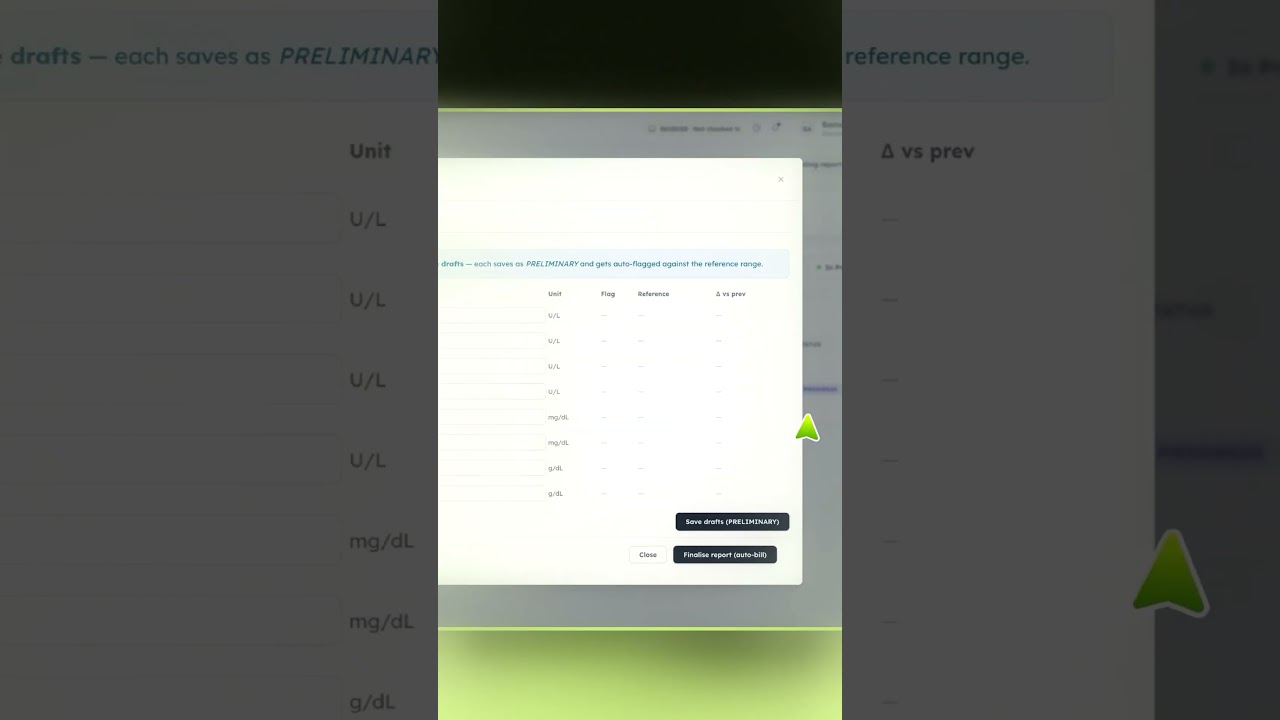 drafts — each saves as PRELIMINARY
reference range.
Unit
Δ vs prev
U/L
U/L
U/L
U/L
mg/dL
mg/dL
g/dL
drafts — each saves as PRELIMINARY and gets auto-flagged against the reference range.
Unit Flag Reference Δ vs prev
U/L — — —
U/L — — —
U/L — — —
U/L — — —
mg/dL — — —
mg/dL — — —
g/dL — — —
g/dL — — —
Save drafts (PRELIMINARY)
Close Finalise report (auto-bill)